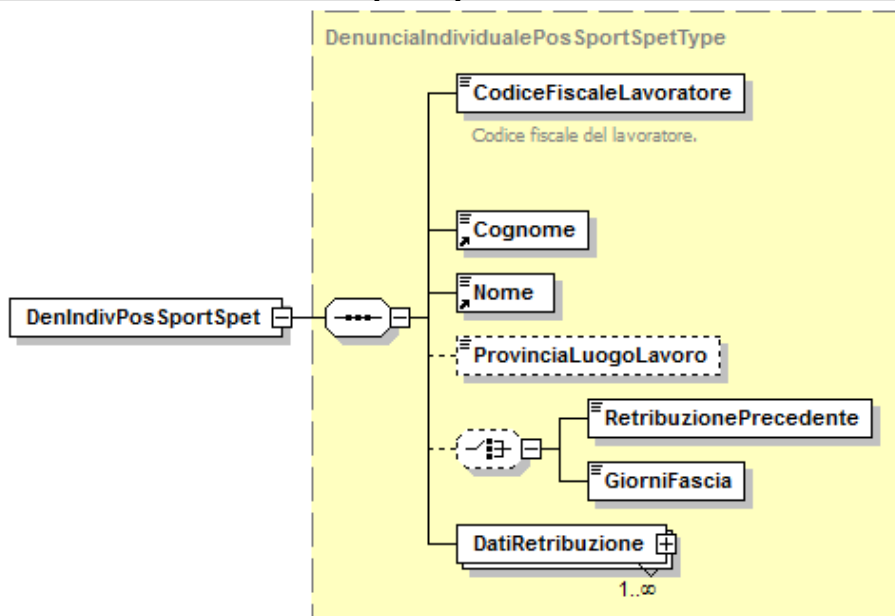 DenunciaIndividualePosSportSpetType
CodiceFiscaleLavoratore
Codice fiscale del lavoratore.
Cognome
Nome
DenIndivPosSportSpet
ProvinciaLuogoLavoro
RetribuzionePrecedente
GiorniFascia
DatiRetribuzione
1..∞